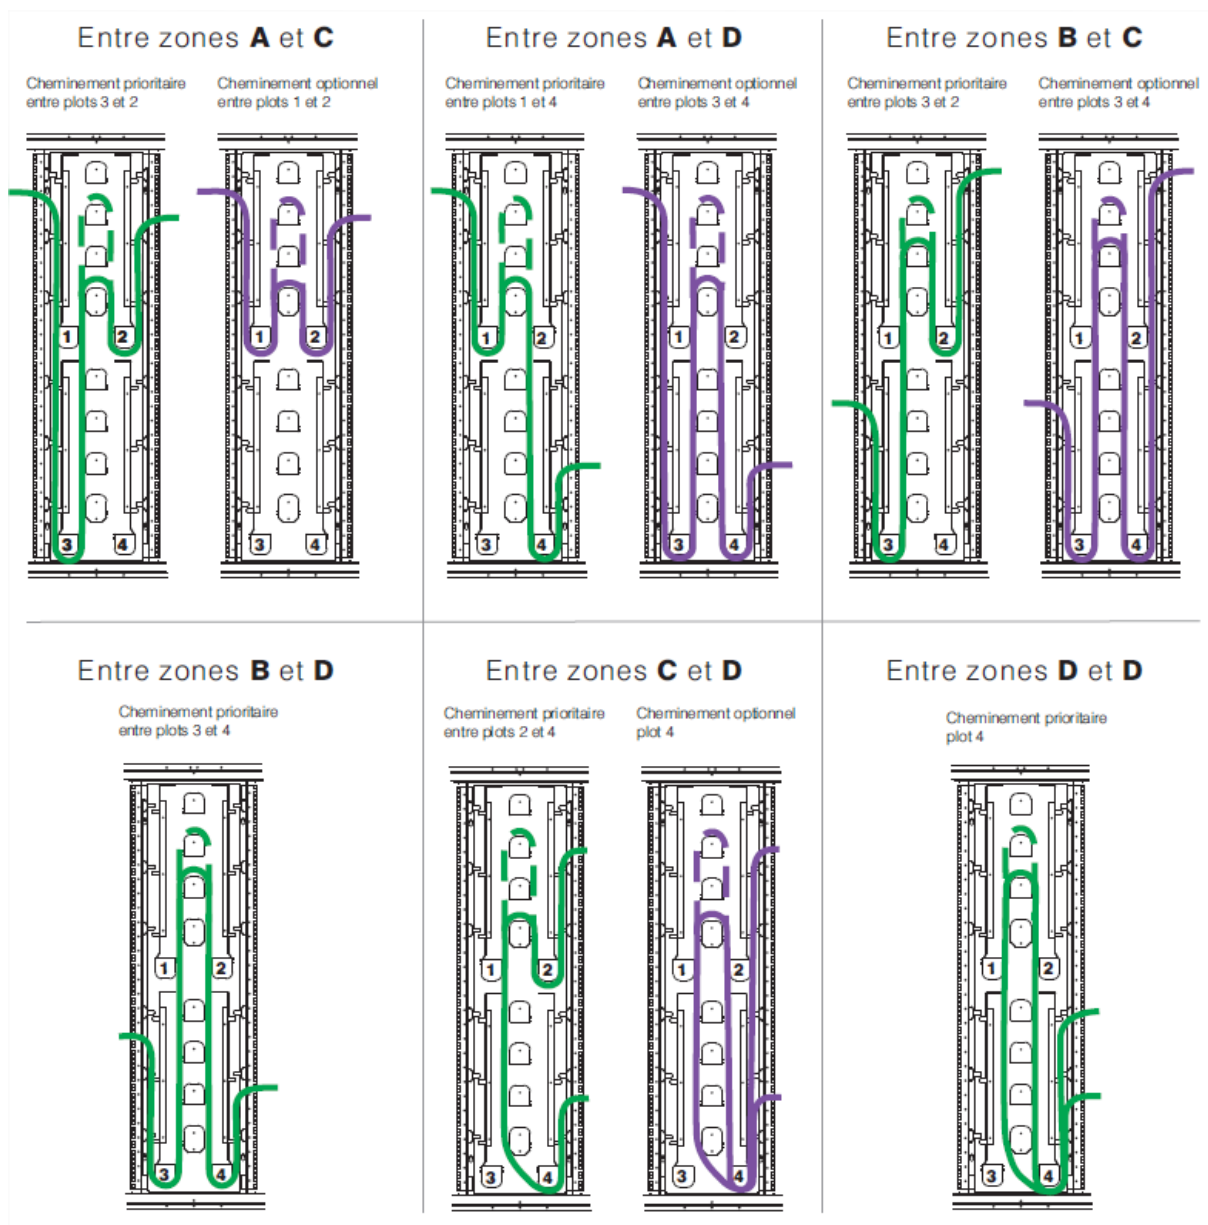 Entre zones A et C
Cheminement prioritaire
entre plots 3 et 2
Cheminement optionnel
entre plots 1 et 2
1
2
3
4
1
2
3
4
Entre zones A et D
Cheminement prioritaire
entre plots 1 et 4
Cheminement optionnel
entre plots 3 et 4
1
2
3
4
1
2
3
4
Entre zones B et C
Cheminement prioritaire
entre plots 3 et 2
Cheminement optionnel
entre plots 3 et 4
1
2
3
4
1
2
3
4
Entre zones B et D
Cheminement prioritaire
entre plots 3 et 4
1
2
3
4
Entre zones C et D
Cheminement prioritaire
entre plots 2 et 4
Cheminement optionnel
plot 4
1
2
3
4
1
2
3
4
Entre zones D et D
Cheminement prioritaire
plot 4
1
2
3
4